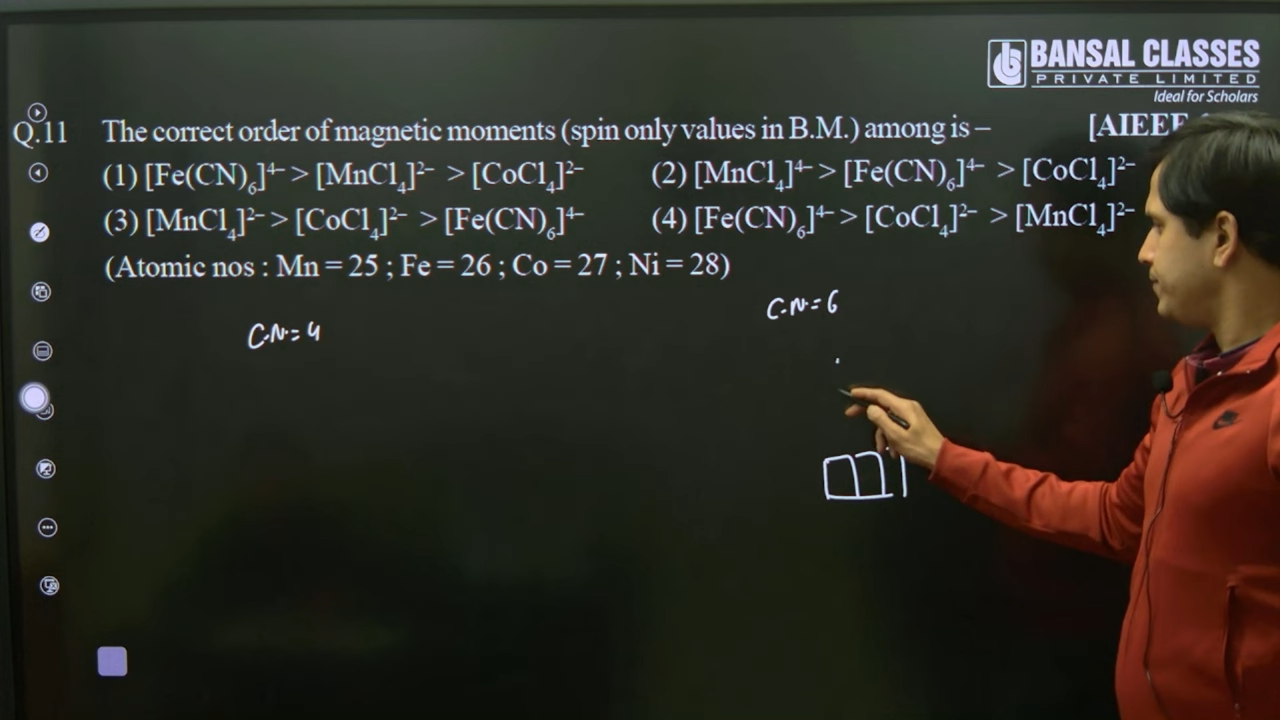 BANSAL CLASSES
PRIVATE LIMITED
Ideal for Scholars
Q.11 The correct order of magnetic moments (spin only values in B.M.) among is – [AIEEE
(1) [Fe(CN)₆]⁴⁻ > [MnCl₄]²⁻ > [CoCl₄]²⁻ (2) [MnCl₄]⁴⁻ > [Fe(CN)₆]⁴⁻ > [CoCl₄]²⁻
(3) [MnCl₄]²⁻ > [CoCl₄]²⁻ > [Fe(CN)₆]⁴⁻ (4) [Fe(CN)₆]⁴⁻ > [CoCl₄]²⁻ > [MnCl₄]²⁻
(Atomic nos : Mn = 25 ; Fe = 26 ; Co = 27 ; Ni = 28)
C.N. = 4 C.N. = 6